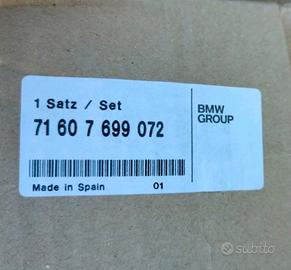 1 Satz / Set
71 60 7 699 072
BMW
GROUP
Made in Spain 01
subito